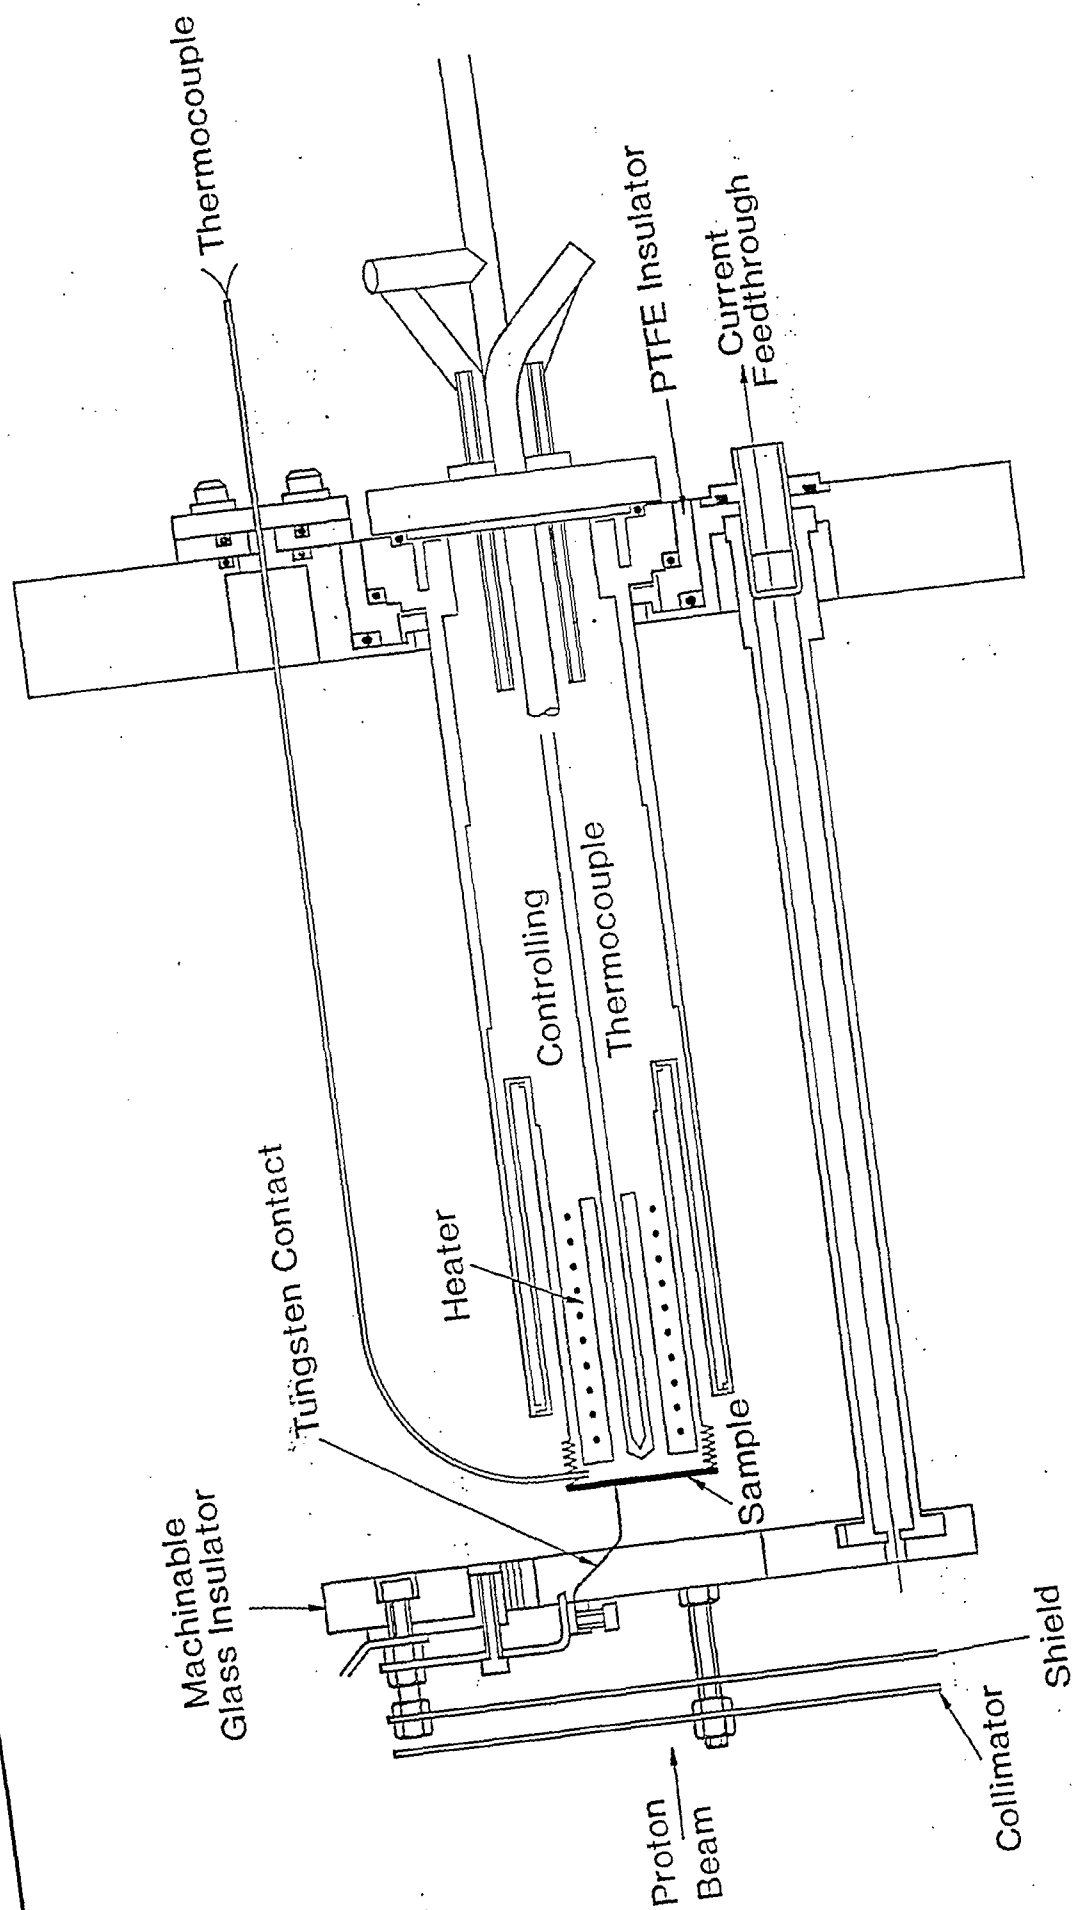 Thermocouple
PTFE Insulator
Current
Feedthrough
Controlling
Thermocouple
Tungsten Contact
Heater
Sample
Machinable
Glass Insulator
Shield
Collimator
Proton
Beam